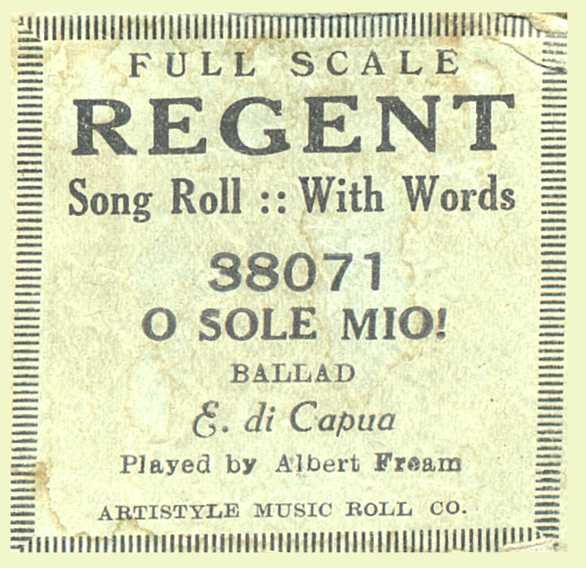 FULL SCALE
REGENT
Song Roll :: With Words
38071
O SOLE MIO!
BALLAD
E. di Capua
Played by Albert Fream
ARTISTYLE MUSIC ROLL CO.